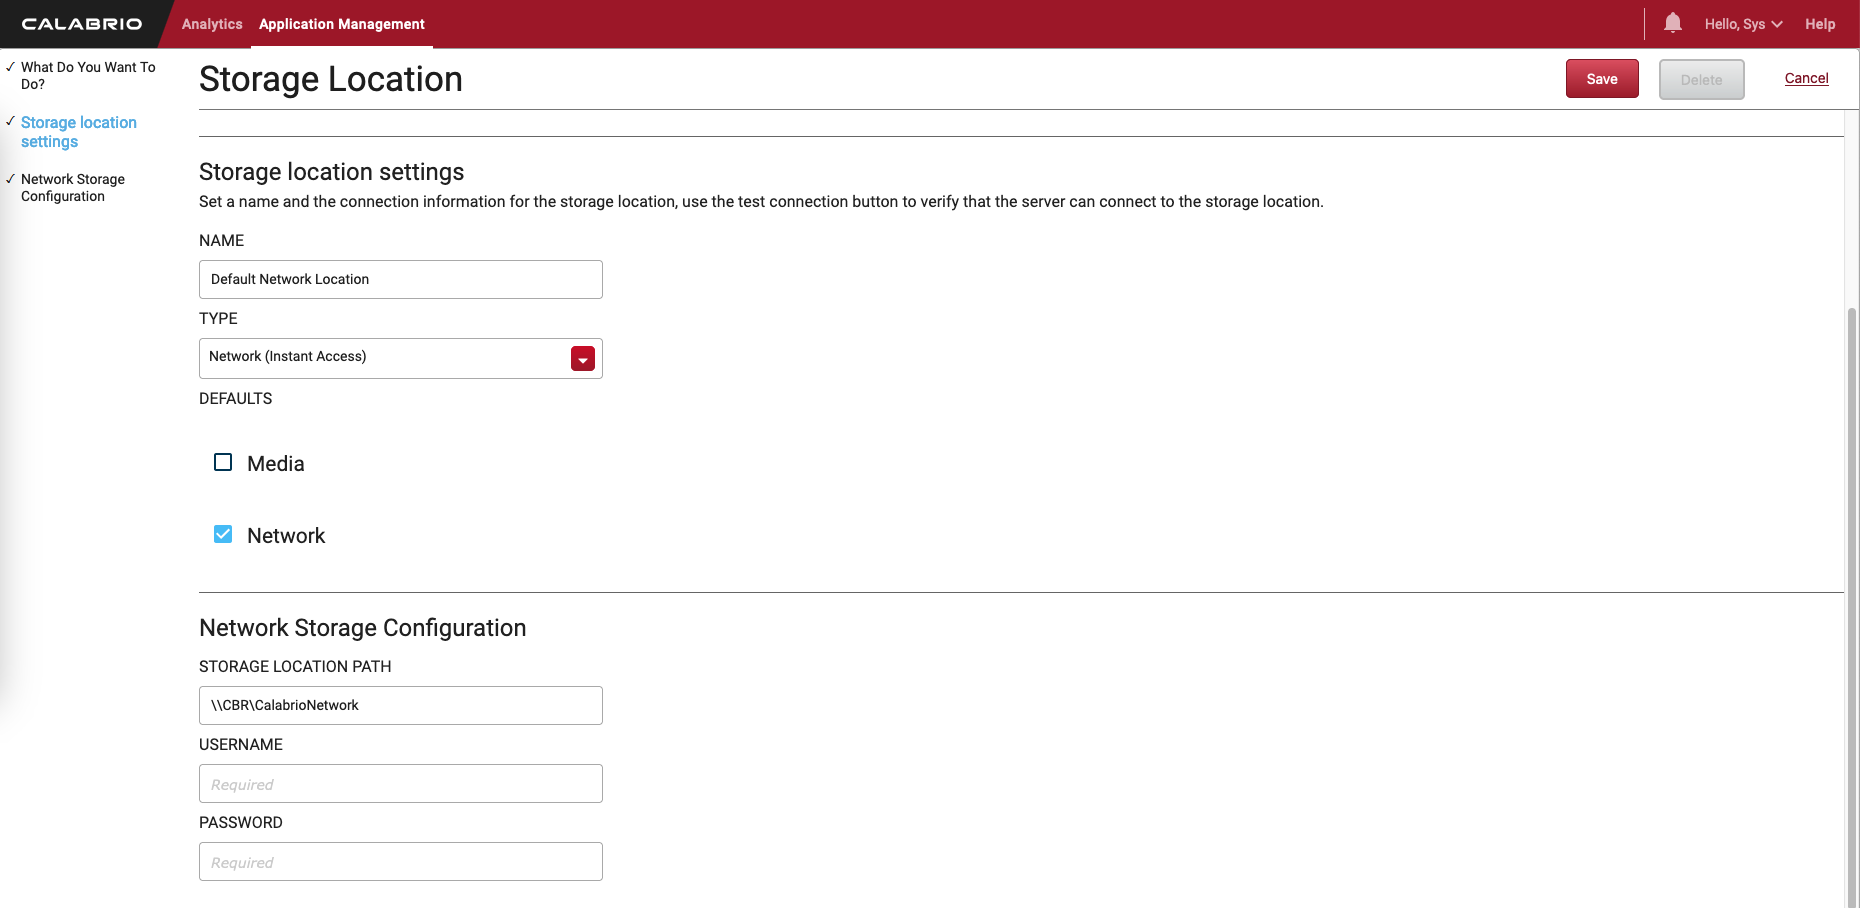 CALABRIO
Analytics
Application Management
Hello, Sys
Help
✓ What Do You Want To
Do?
✓ Storage location
settings
✓ Network Storage
Configuration
Storage Location
Save
Delete
Cancel
Storage location settings
Set a name and the connection information for the storage location, use the test connection button to verify that the server can connect to the storage location.
NAME
Default Network Location
TYPE
Network (Instant Access)
DEFAULTS
Media
Network
Network Storage Configuration
STORAGE LOCATION PATH
\\CBR\CalabrioNetwork
USERNAME
Required
PASSWORD
Required